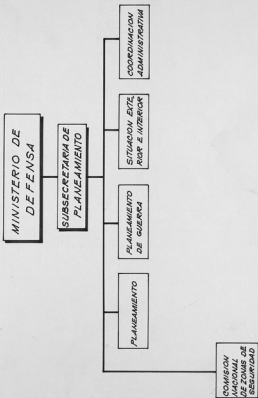 MINISTERIO DE
DEFENSA
SUBSECRETARIA DE
PLANEAMIENTO
COMISION
NACIONAL
DE ZONAS DE
SEGURIDAD
PLANEAMIENTO
PLANEAMIENTO
DE GUERRA
SITUACION EXTE_
RIOR E INTERIOR
COORDINACION
ADMINISTRATIVA